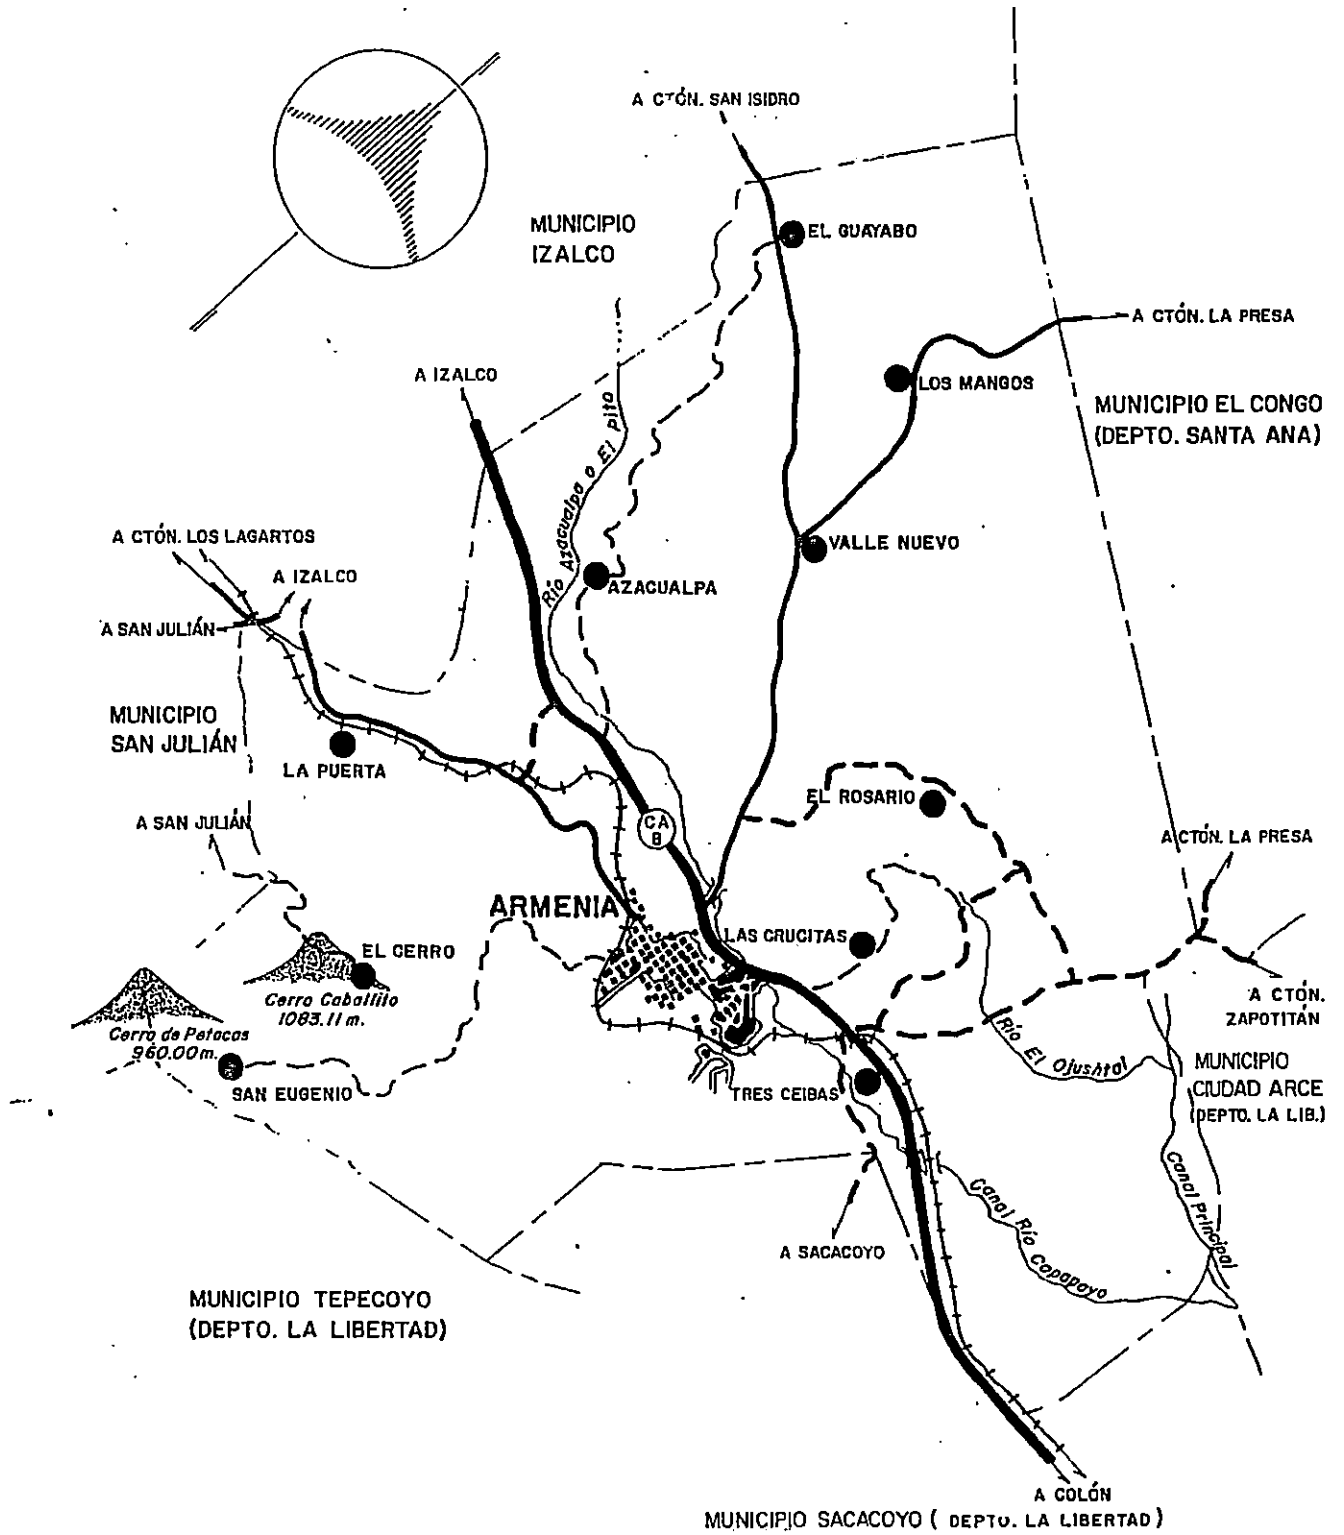 A CTÓN. SAN ISIDRO
MUNICIPIO
IZALCO
EL GUAYABO
A CTÓN. LA PRESA
A IZALCO
LOS MANGOS
MUNICIPIO EL CONGO
(DEPTO. SANTA ANA)
Río Azacualpa o El Pita
A CTÓN. LOS LAGARTOS
VALLE NUEVO
A IZALCO
AZACUALPA
A SAN JULIÁN
MUNICIPIO
SAN JULIÁN
LA PUERTA
EL ROSARIO
A SAN JULIÁN
CA
8
A CTÓN. LA PRESA
ARMENIA
LAS CRUCITAS
EL CERRO
Cerro Caballito
1083.11 m.
A CTÓN.
ZAPOTITÁN
Cerro de Petacas
960.00 m.
Río El Ojushtal
MUNICIPIO
CIUDAD ARCE
(DEPTO. LA LIB.)
SAN EUGENIO
TRES CEIBAS
Canal Principal
Canal Río Copapayo
A SACACOYO
MUNICIPIO TEPECOYO
(DEPTO. LA LIBERTAD)
A COLÓN
MUNICIPIO SACACOYO ( DEPTO. LA LIBERTAD )